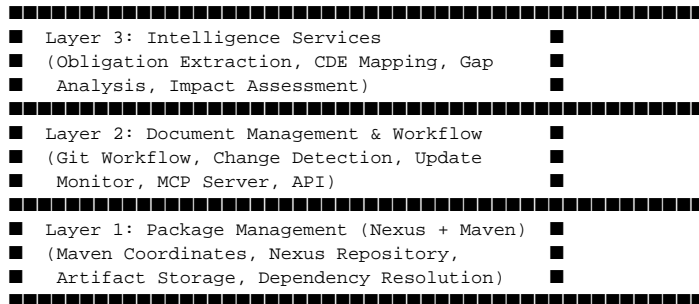 Layer 3: Intelligence Services
(Obligation Extraction, CDE Mapping, Gap
Analysis, Impact Assessment)
Layer 2: Document Management & Workflow
(Git Workflow, Change Detection, Update
Monitor, MCP Server, API)
Layer 1: Package Management (Nexus + Maven)
(Maven Coordinates, Nexus Repository,
Artifact Storage, Dependency Resolution)